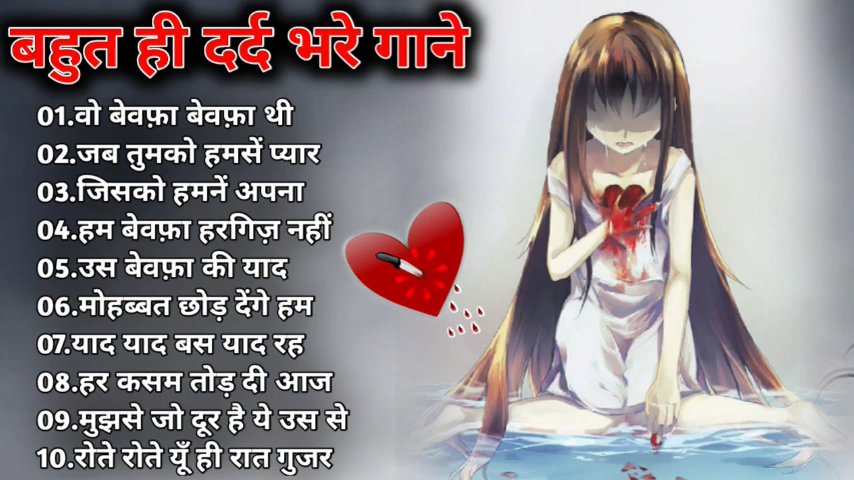 बहुत ही दर्द भरे गाने
01.वो बेवफ़ा बेवफ़ा थी
02.जब तुमको हमसें प्यार
03.जिसको हमनें अपना
04.हम बेवफ़ा हरगिज़ नहीं
05.उस बेवफ़ा की याद
06.मोहब्बत छोड़ देंगे हम
07.याद याद बस याद रह
08.हर कसम तोड़ दी आज
09.मुझसे जो दूर है ये उस से
10.रोते रोते यूँ ही रात गुजर